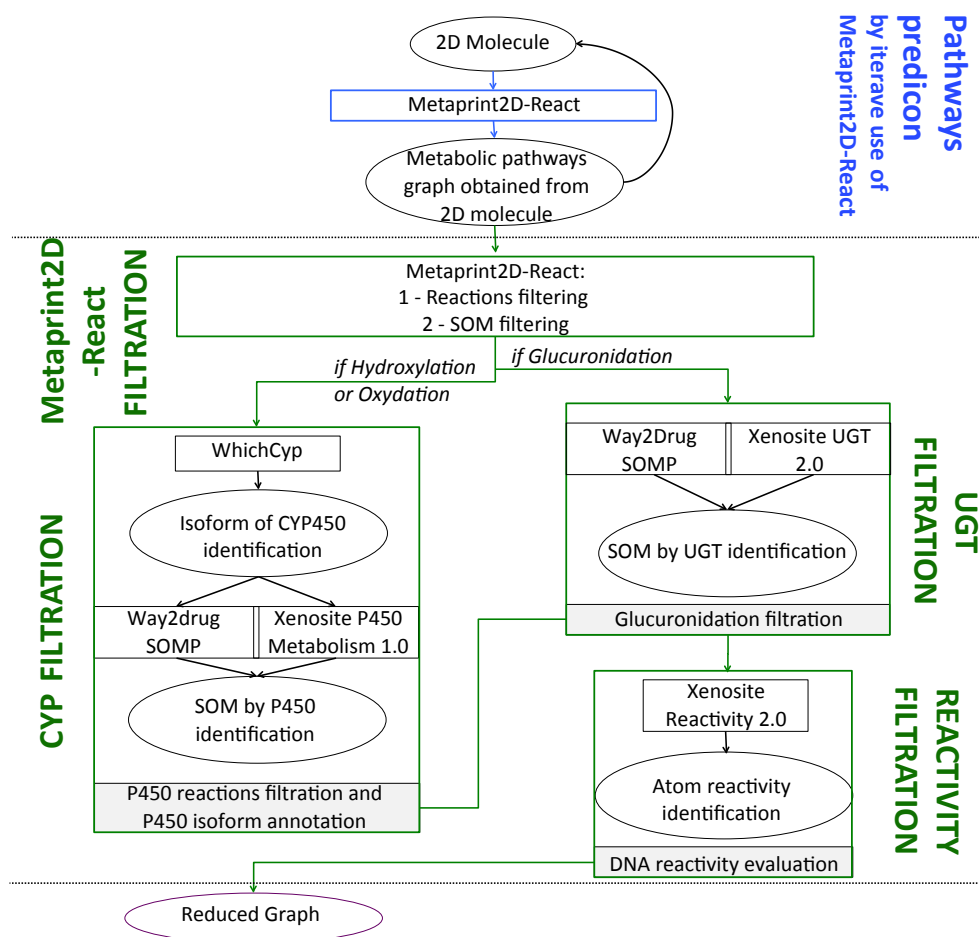 2D Molecule
Metaprint2D-React
Metabolic pathways
graph obtained from
2D molecule
Pathways
predicon
by iterave use of
Metaprint2D-React
Metaprint2D
-React
FILTRATION
Metaprint2D-React:
1 - Reactions filtering
2 - SOM filtering
if Hydroxylation
or Oxydation
if Glucuronidation
CYP FILTRATION
WhichCyp
Isoform of CYP450
identification
Way2drug
SOMP
Xenosite P450
Metabolism 1.0
SOM by P450
identification
P450 reactions filtration and
P450 isoform annotation
Way2Drug
SOMP
Xenosite UGT
2.0
SOM by UGT identification
Glucuronidation filtration
UGT
FILTRATION
Xenosite
Reactivity 2.0
Atom reactivity
identification
DNA reactivity evaluation
REACTIVITY
FILTRATION
Reduced Graph